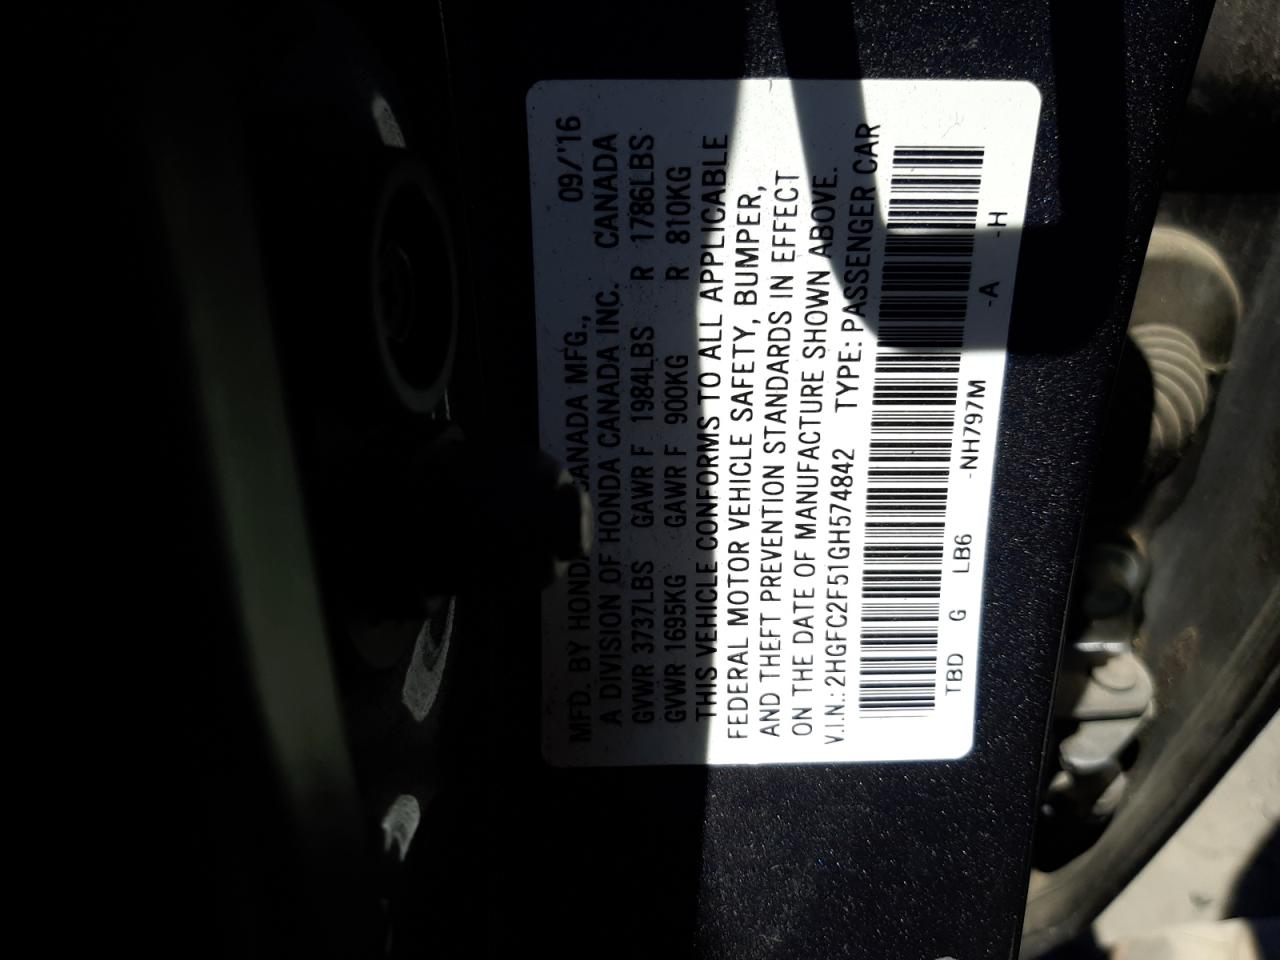 MFD. BY HONDA CANADA MFG., 09/'16
A DIVISION OF HONDA CANADA INC. CANADA
GVWR 3737LBS GAWR F 1984LBS R 1786LBS
GVWR 1695KG GAWR F 900KG R 810KG
THIS VEHICLE CONFORMS TO ALL APPLICABLE
FEDERAL MOTOR VEHICLE SAFETY, BUMPER,
AND THEFT PREVENTION STANDARDS IN EFFECT
ON THE DATE OF MANUFACTURE SHOWN ABOVE.
V.I.N.: 2HGFC2F51GH574842 TYPE: PASSENGER CAR
TBD G LB6 -NH797M -A -H